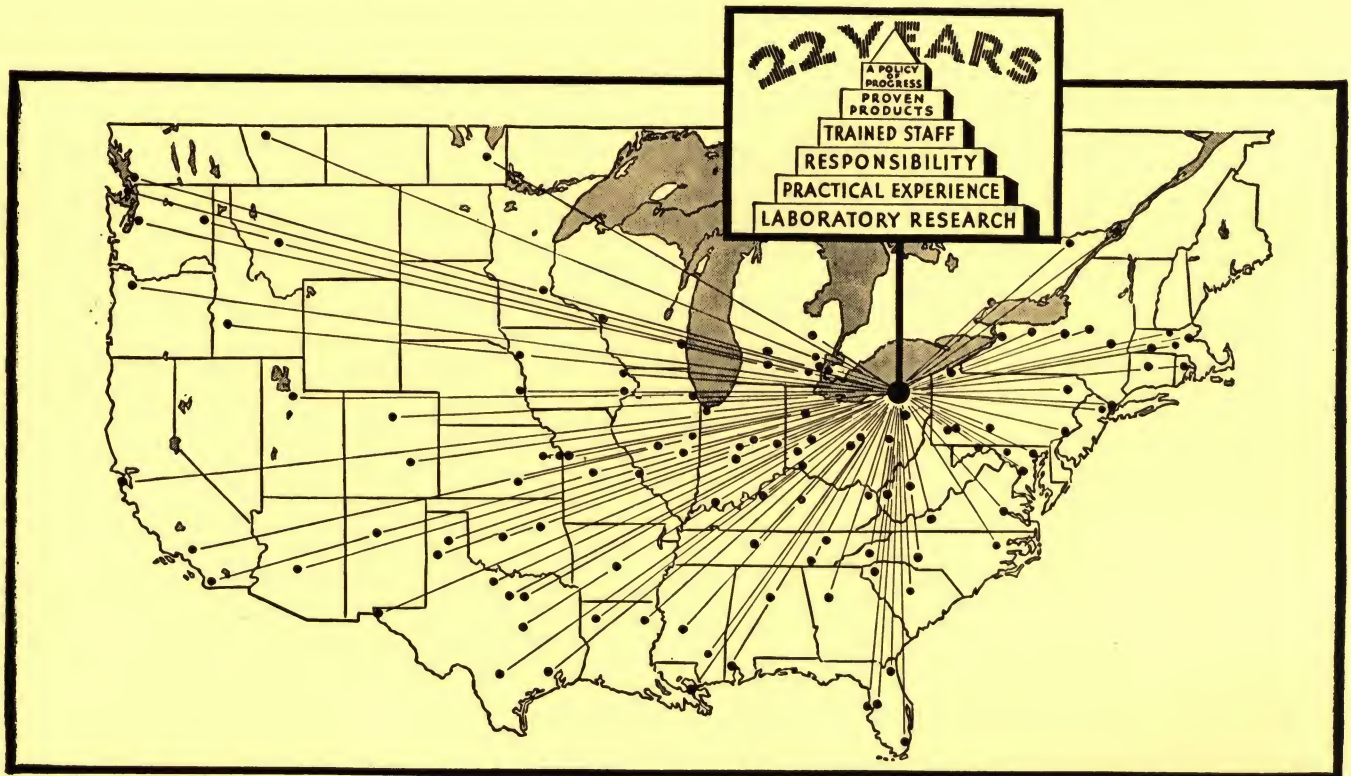 22 YEARS
A POLICY
OF
PROGRESS
PROVEN
PRODUCTS
TRAINED STAFF
RESPONSIBILITY
PRACTICAL EXPERIENCE
LABORATORY RESEARCH